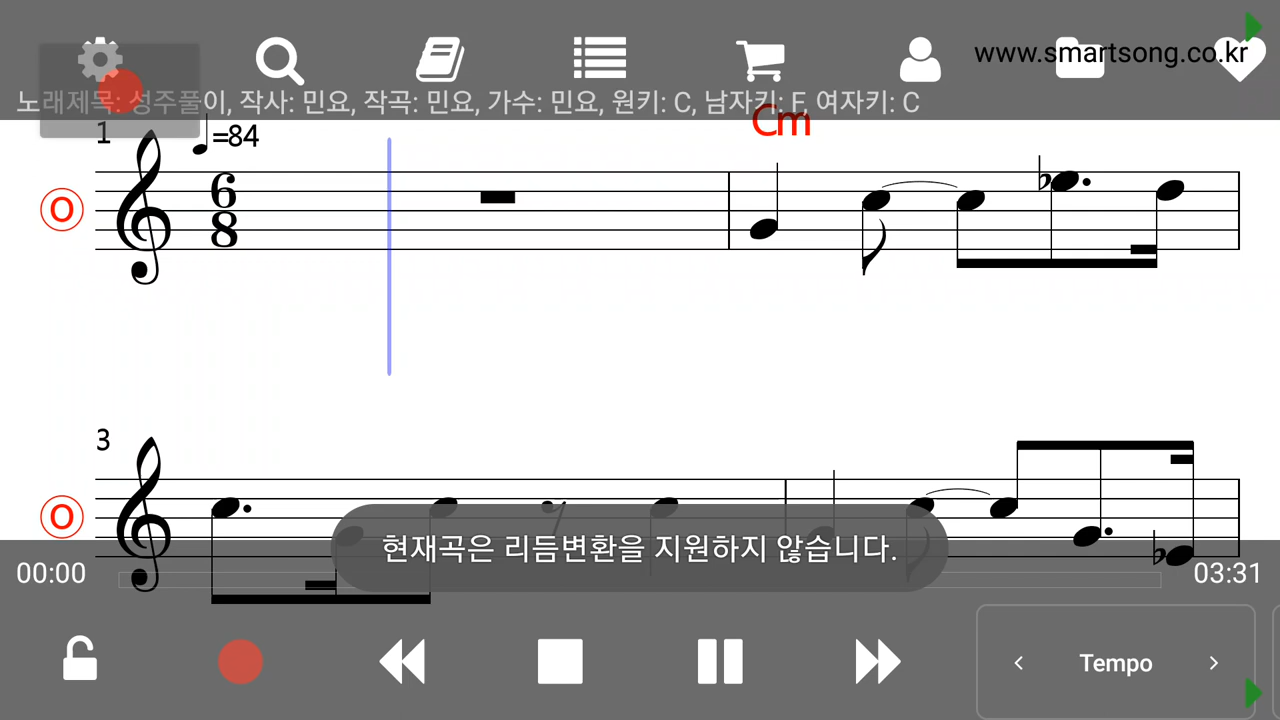 www.smartsong.co.kr
노래제목: 성주풀이, 작사: 민요, 작곡: 민요, 가수: 민요, 원키: C, 남자키: F, 여자키: C
1
=84
Cm
6
8
O
3
O
현재곡은 리듬변환을 지원하지 않습니다.
00:00
03:31
Tempo